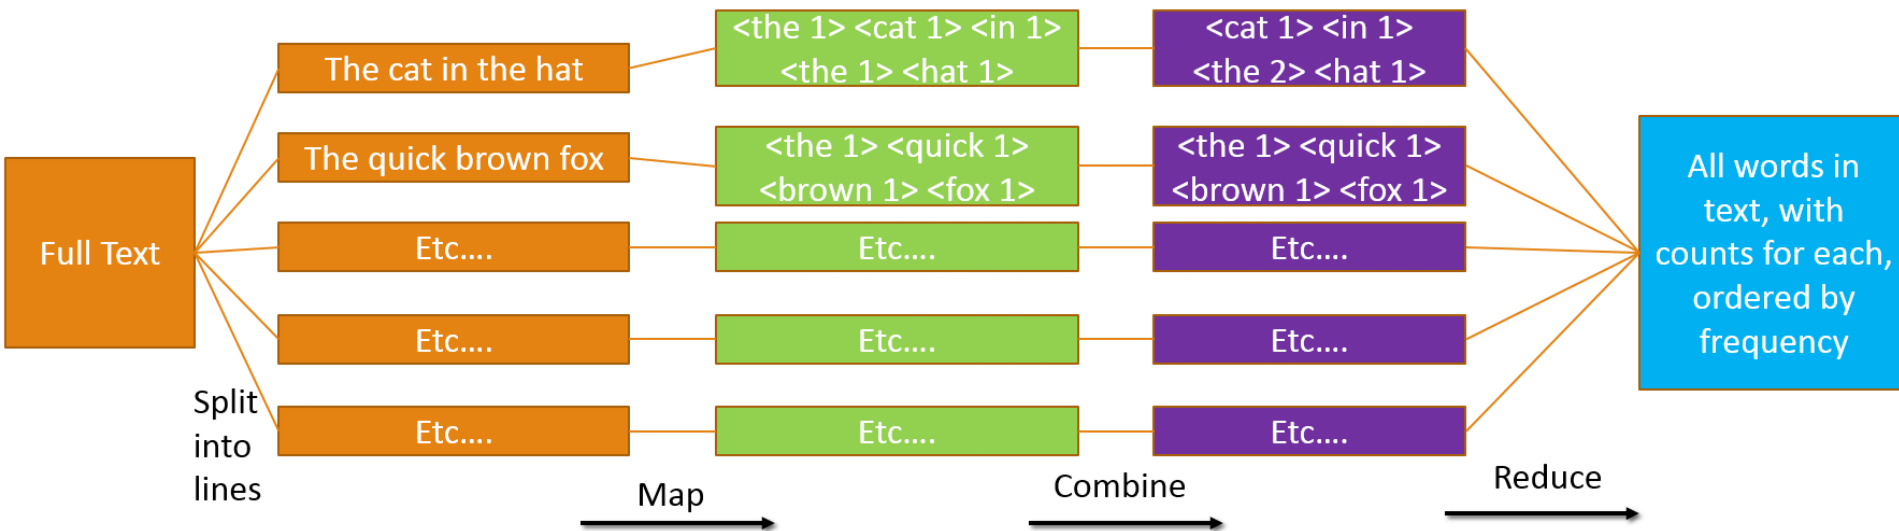 Full Text
Split
into
lines
The cat in the hat
The quick brown fox
Etc....
Etc....
Etc....
Map
<the 1> <cat 1> <in 1>
<the 1> <hat 1>
<the 1> <quick 1>
<brown 1> <fox 1>
Etc....
Etc....
Etc....
Combine
<cat 1> <in 1>
<the 2> <hat 1>
<the 1> <quick 1>
<brown 1> <fox 1>
Etc....
Etc....
Etc....
Reduce
All words in
text, with
counts for each,
ordered by
frequency